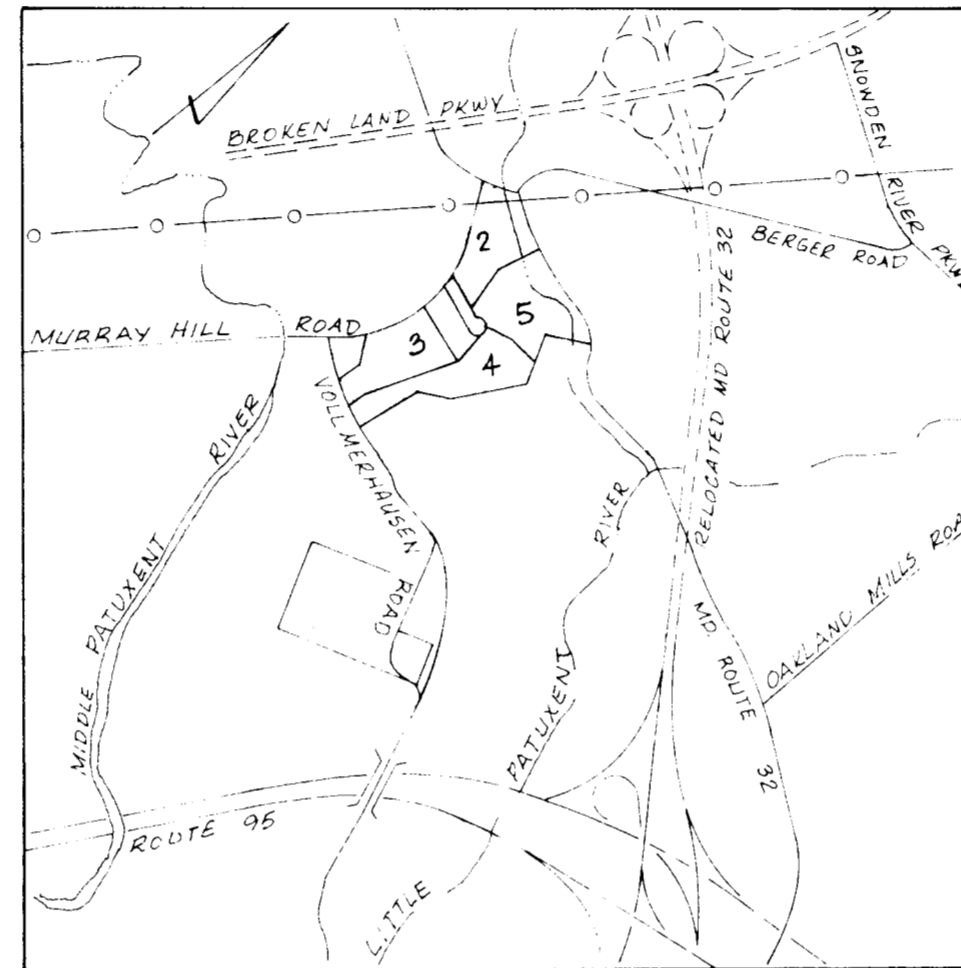 BROKEN LAND PKWY
SNOWDEN RIVER PKWY
BERGER ROAD
2
5
3
4
MURRAY HILL ROAD
VOLLMERHAUSEN ROAD
RELOCATED MD ROUTE 32
RIVER
MIDDLE PATUXENT
RIVER
PATUXENT
LITTLE
MD. ROUTE 32
OAKLAND MILLS ROAD
ROUTE 95